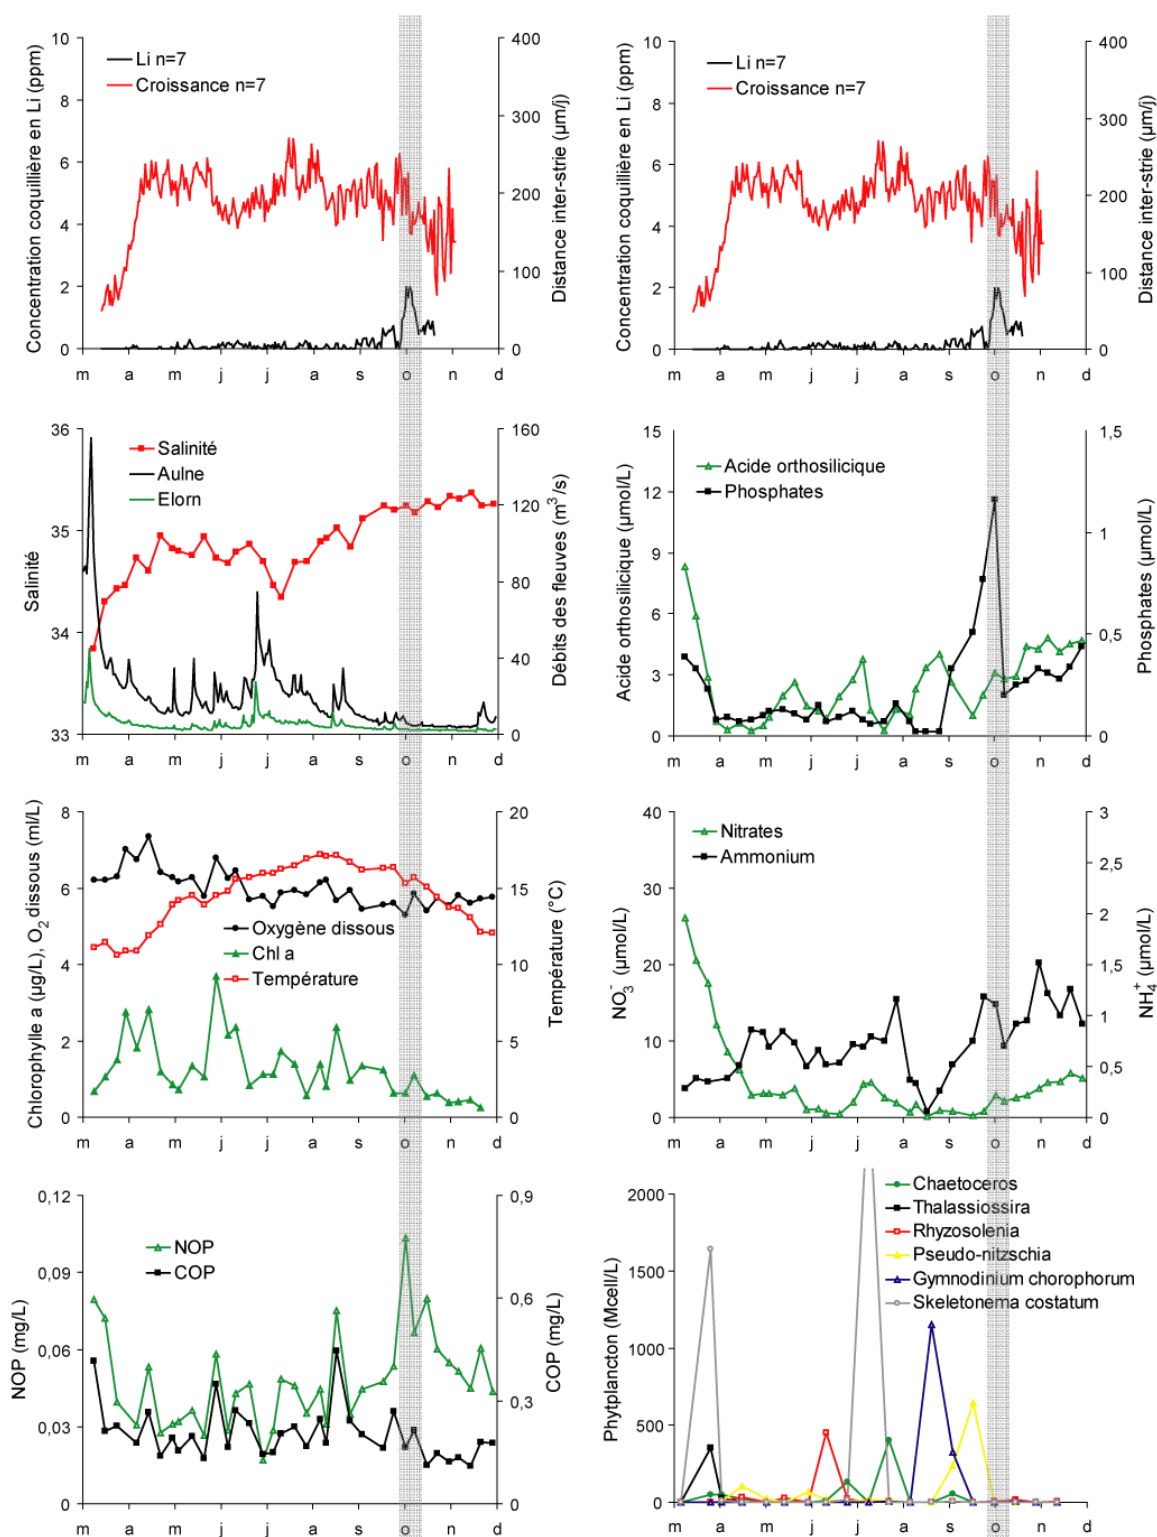 Concentration coquillière en Li (ppm)
10
8
6
4
2
0
Li n=7
Croissance n=7
400
300
200
100
0
Distance inter-strie (µm/j)
m a m j j a s o n d
Concentration coquillière en Li (ppm)
10
8
6
4
2
0
Li n=7
Croissance n=7
400
300
200
100
0
Distance inter-strie (µm/j)
m a m j j a s o n d
Salinité
36
35
34
33
Salinité
Aulne
Elorn
160
120
80
40
0
Débits des fleuves (m³/s)
m a m j j a s o n d
Acide orthosilicique (µmol/L)
15
12
9
6
3
0
Acide orthosilicique
Phosphates
1,5
1
0,5
0
Phosphates (µmol/L)
m a m j j a s o n d
Chlorophylle a (µg/L), O₂ dissous (ml/L)
8
6
4
2
0
Oxygène dissous
Chl a
Température
20
15
10
5
0
Température (°C)
m a m j j a s o n d
NO₃⁻ (µmol/L)
40
30
20
10
0
Nitrates
Ammonium
3
2,5
2
1,5
1
0,5
0
NH₄⁺ (µmol/L)
m a m j j a s o n d
NOP (mg/L)
0,12
0,09
0,06
0,03
0
NOP
COP
0,9
0,6
0,3
0
COP (mg/L)
m a m j j a s o n d
Phytplancton (Mcell/L)
2000
1500
1000
500
0
Chaetoceros
Thalassiossira
Rhyzosolenia
Pseudo-nitzschia
Gymnodinium chorophorum
Skeletonema costatum
m a m j j a s o n d